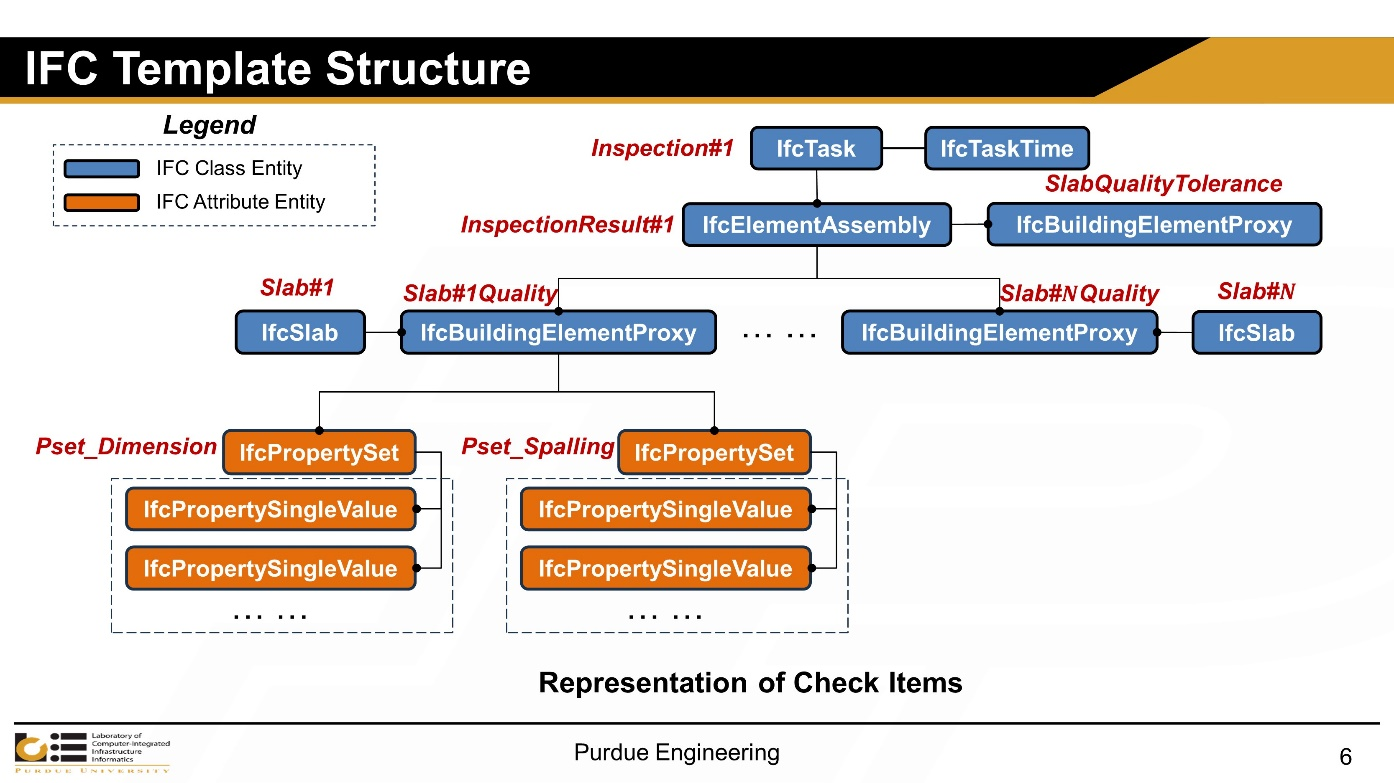 IFC Template Structure
Legend
IFC Class Entity
IFC Attribute Entity
Inspection#1
IfcTask
IfcTaskTime
SlabQualityTolerance
InspectionResult#1
IfcElementAssembly
IfcBuildingElementProxy
Slab#1
Slab#1Quality
Slab#N Quality
Slab#N
IfcSlab
IfcBuildingElementProxy
... ...
IfcBuildingElementProxy
IfcSlab
Pset_Dimension
IfcPropertySet
Pset_Spalling
IfcPropertySet
IfcPropertySingleValue
IfcPropertySingleValue
IfcPropertySingleValue
IfcPropertySingleValue
... ...
... ...
Representation of Check Items
Laboratory of
Computer-Integrated
Infrastructure
Informatics
PURDUE UNIVERSITY
Purdue Engineering
6